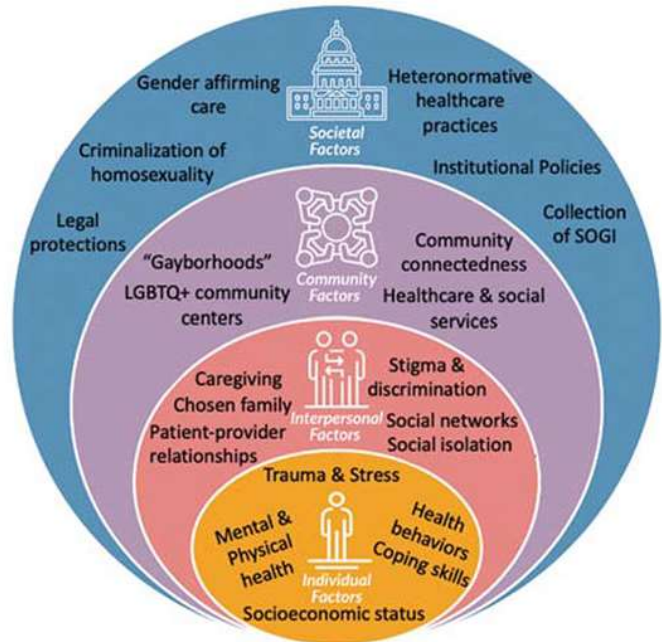 Gender affirming
care
Heteronormative
healthcare
practices
Societal
Factors
Criminalization of
homosexuality
Institutional Policies
Legal
protections
Collection
of SOGI
"Gayborhoods"
LGBTQ+ community
centers
Community
Factors
Community
connectedness
Healthcare & social
services
Caregiving
Chosen family
Patient-provider
relationships
Interpersonal
Factors
Stigma &
discrimination
Social networks
Social isolation
Trauma & Stress
Mental &
Physical
health
Health
behaviors
Coping skills
Individual
Factors
Socioeconomic status